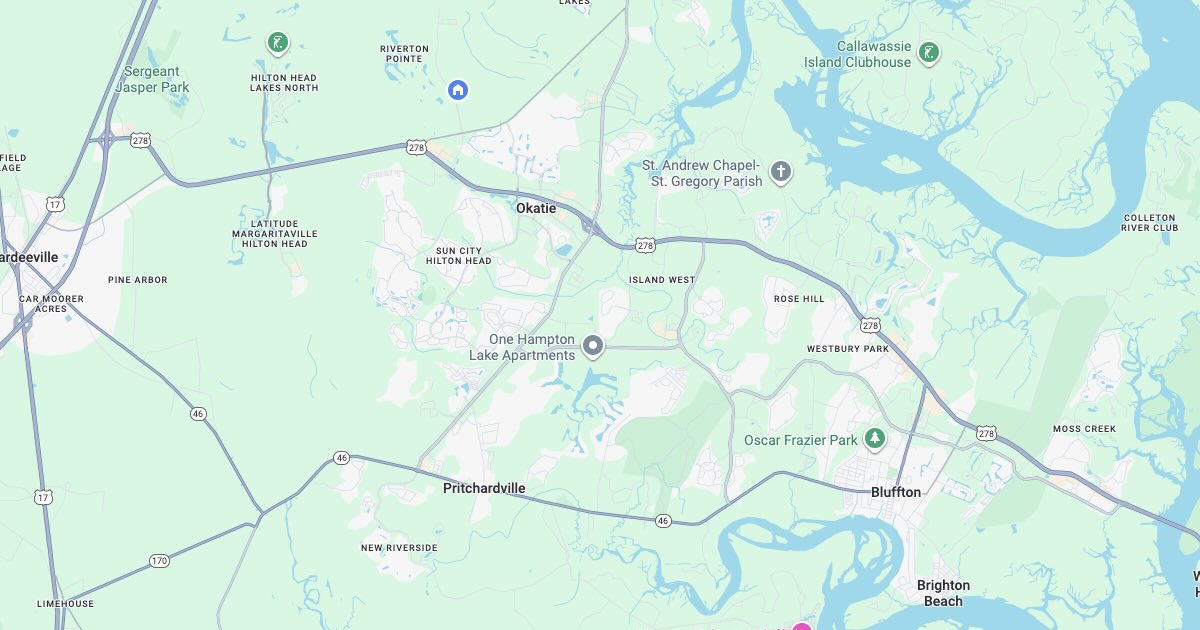 LAKES
RIVERTON
POINTE
Callawassie
Island Clubhouse
Sergeant
Jasper Park
HILTON HEAD
LAKES NORTH
278
278
FIELD
AGE
St. Andrew Chapel-
St. Gregory Parish
17
Okatie
LATITUDE
MARGARITAVILLE
HILTON HEAD
COLLETON
RIVER CLUB
278
ardeeville
SUN CITY
HILTON HEAD
PINE ARBOR
ISLAND WEST
CAR MOORER
ACRES
ROSE HILL
278
One Hampton
Lake Apartments
WESTBURY PARK
46
MOSS CREEK
278
Oscar Frazier Park
46
Pritchardville
Bluffton
17
46
NEW RIVERSIDE
170
Brighton
Beach
LIMEHOUSE